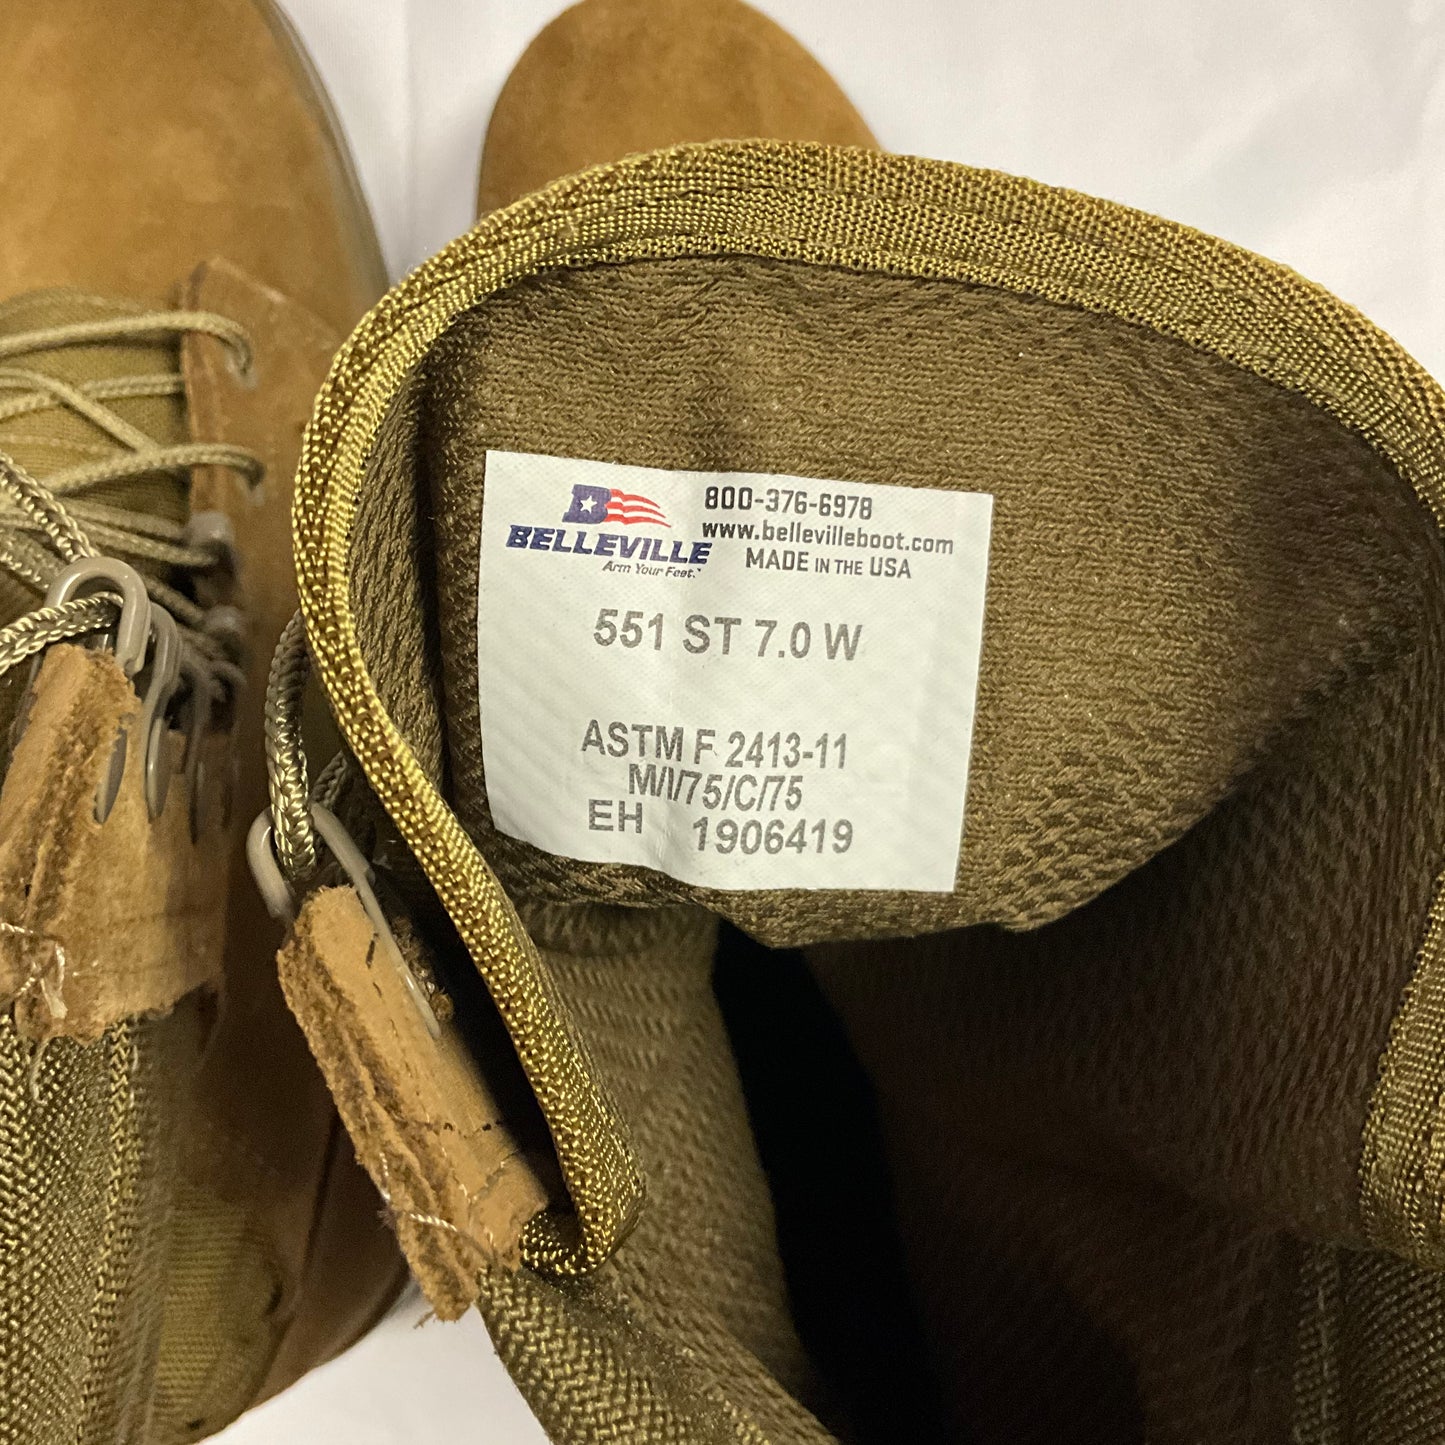 800-376-6978
www.bellevilleboot.com
BELLEVILLE
Arm Your Feet.™
MADE IN THE USA
551 ST 7.0 W
ASTM F 2413-11
M/I/75/C/75
EH 1906419